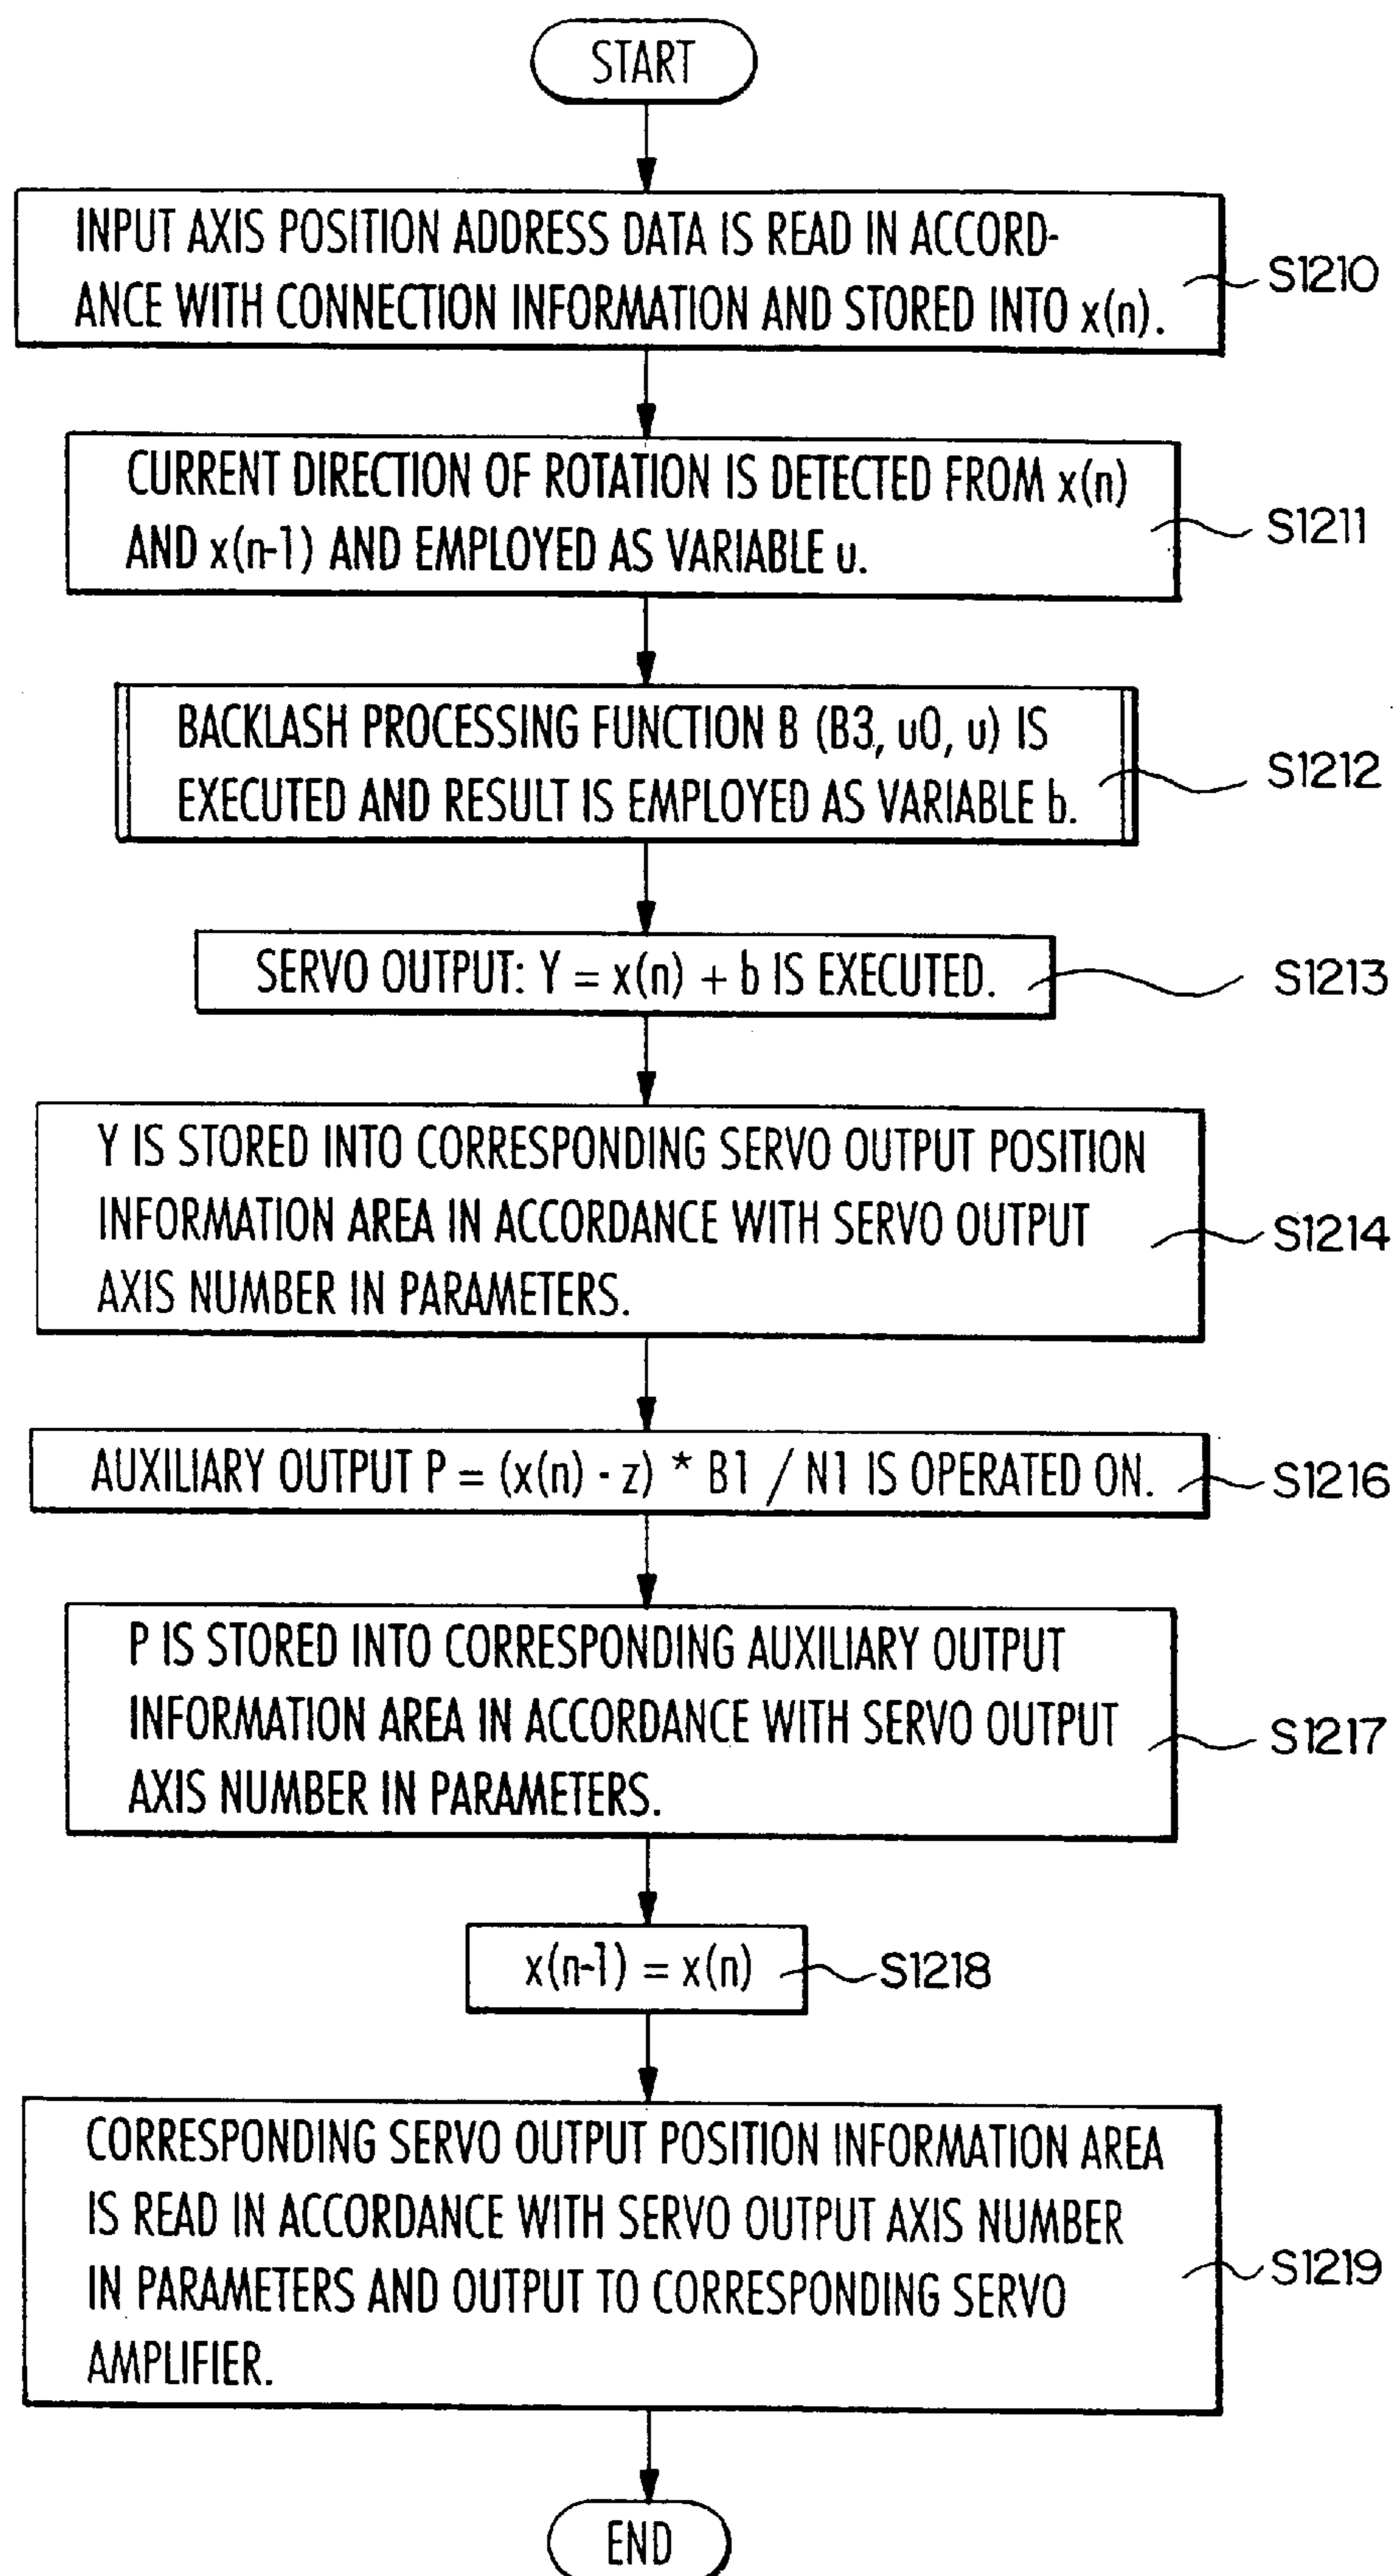 START
INPUT AXIS POSITION ADDRESS DATA IS READ IN ACCORD-
ANCE WITH CONNECTION INFORMATION AND STORED INTO x(n).
S1210
CURRENT DIRECTION OF ROTATION IS DETECTED FROM x(n)
AND x(n-1) AND EMPLOYED AS VARIABLE u.
S1211
BACKLASH PROCESSING FUNCTION B (B3, u0, u) IS
EXECUTED AND RESULT IS EMPLOYED AS VARIABLE b.
S1212
SERVO OUTPUT: Y = x(n) + b IS EXECUTED.
S1213
Y IS STORED INTO CORRESPONDING SERVO OUTPUT POSITION
INFORMATION AREA IN ACCORDANCE WITH SERVO OUTPUT
AXIS NUMBER IN PARAMETERS.
S1214
AUXILIARY OUTPUT P = (x(n) - z) * B1 / N1 IS OPERATED ON.
S1216
P IS STORED INTO CORRESPONDING AUXILIARY OUTPUT
INFORMATION AREA IN ACCORDANCE WITH SERVO OUTPUT
AXIS NUMBER IN PARAMETERS.
S1217
x(n-1) = x(n)
S1218
CORRESPONDING SERVO OUTPUT POSITION INFORMATION AREA
IS READ IN ACCORDANCE WITH SERVO OUTPUT AXIS NUMBER
IN PARAMETERS AND OUTPUT TO CORRESPONDING SERVO
AMPLIFIER.
S1219
END